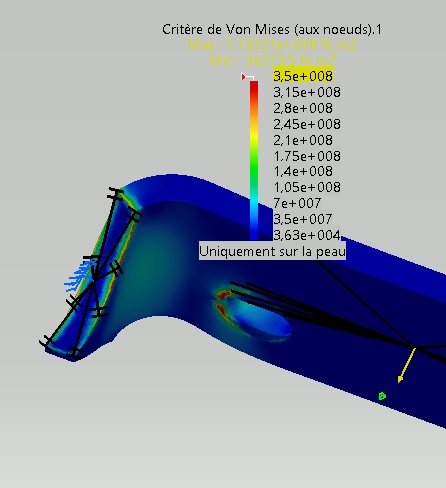 Critère de Von Mises (aux noeuds).1
3,5e+008
3,15e+008
2,8e+008
2,45e+008
2,1e+008
1,75e+008
1,4e+008
1,05e+008
7e+007
3,5e+007
3,63e+004
Uniquement sur la peau